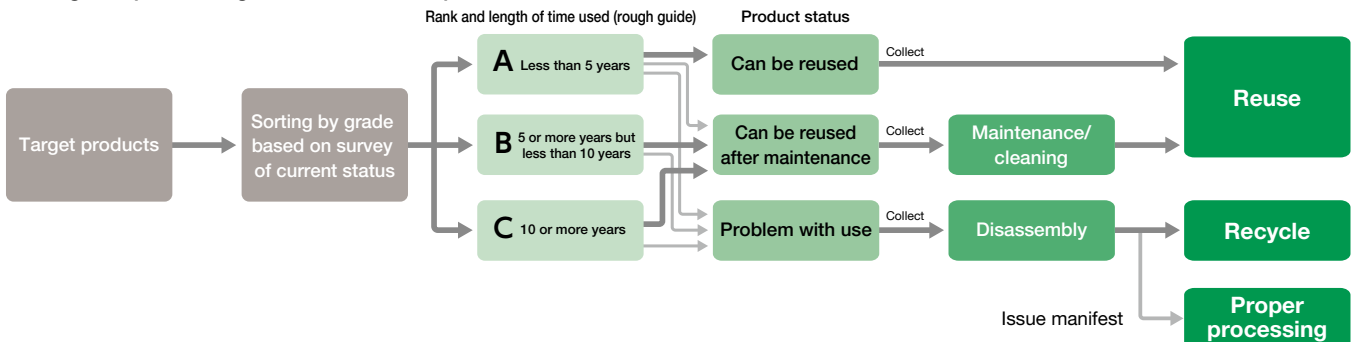 Rank and length of time used (rough guide)
Product status
Target products
Sorting by grade
based on survey
of current status
A Less than 5 years
B 5 or more years but
less than 10 years
C 10 or more years
Can be reused
Collect
Can be reused
after maintenance
Collect
Maintenance/
cleaning
Problem with use
Collect
Disassembly
Reuse
Recycle
Issue manifest
Proper
processing